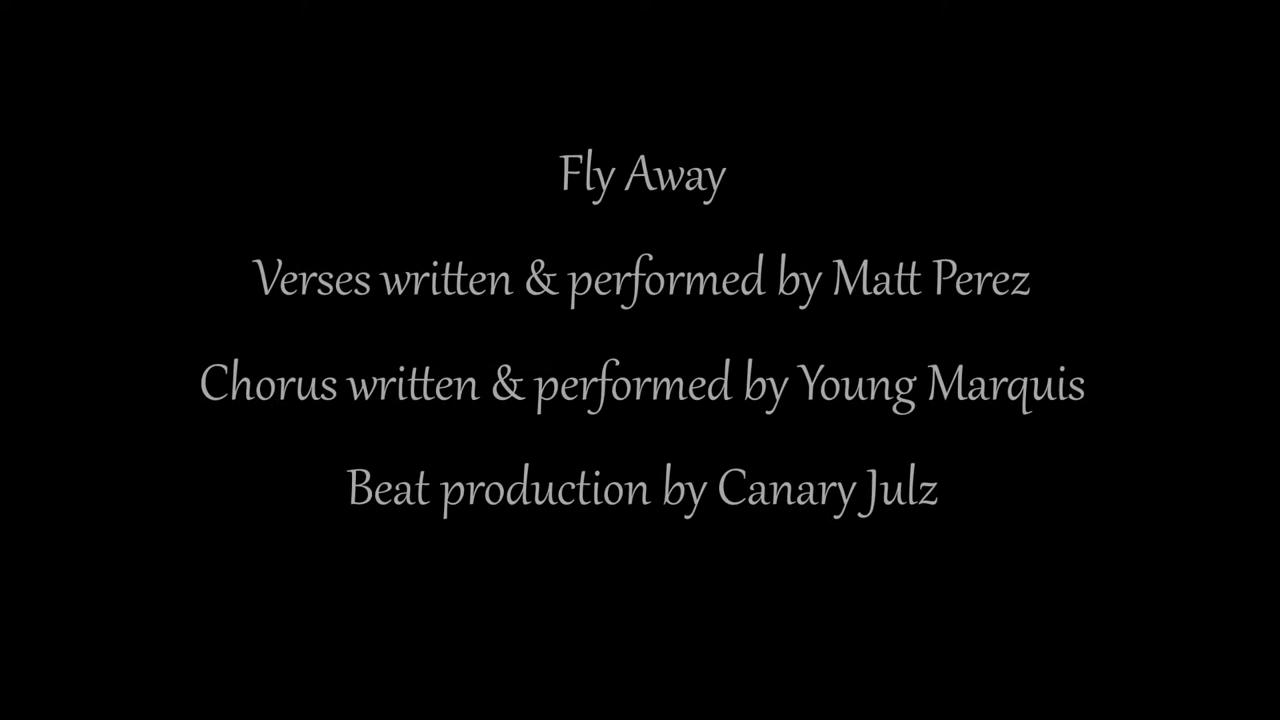 Fly Away
Verses written & performed by Matt Perez
Chorus written & performed by Young Marquis
Beat production by Canary Julz